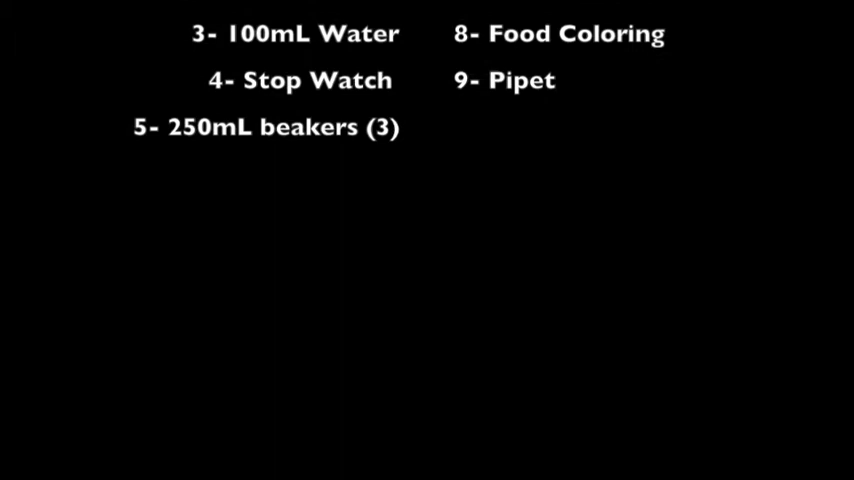 3- 100mL Water
4- Stop Watch
5- 250mL beakers (3)
8- Food Coloring
9- Pipet